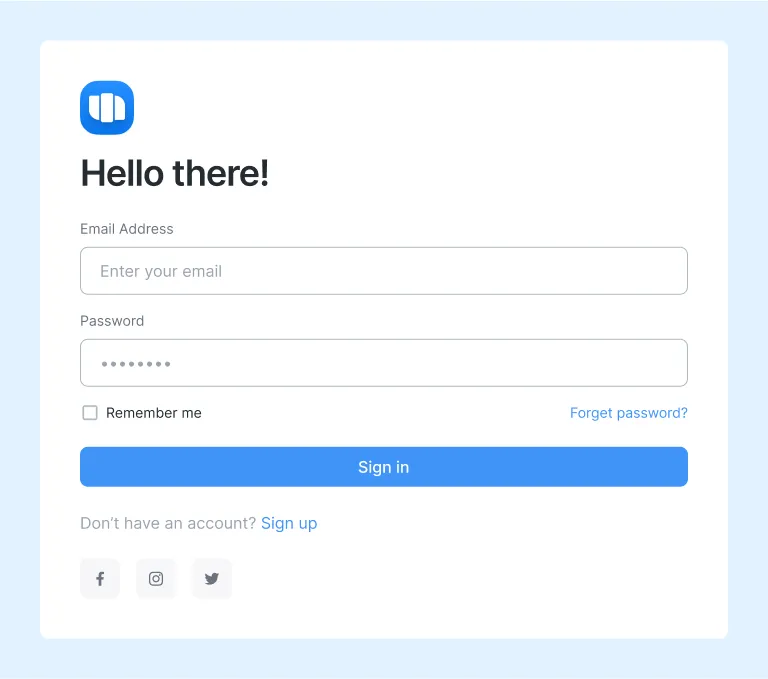 Hello there!
Email Address
Enter your email
Password
Remember me Forget password?
Sign in
Don’t have an account? Sign up